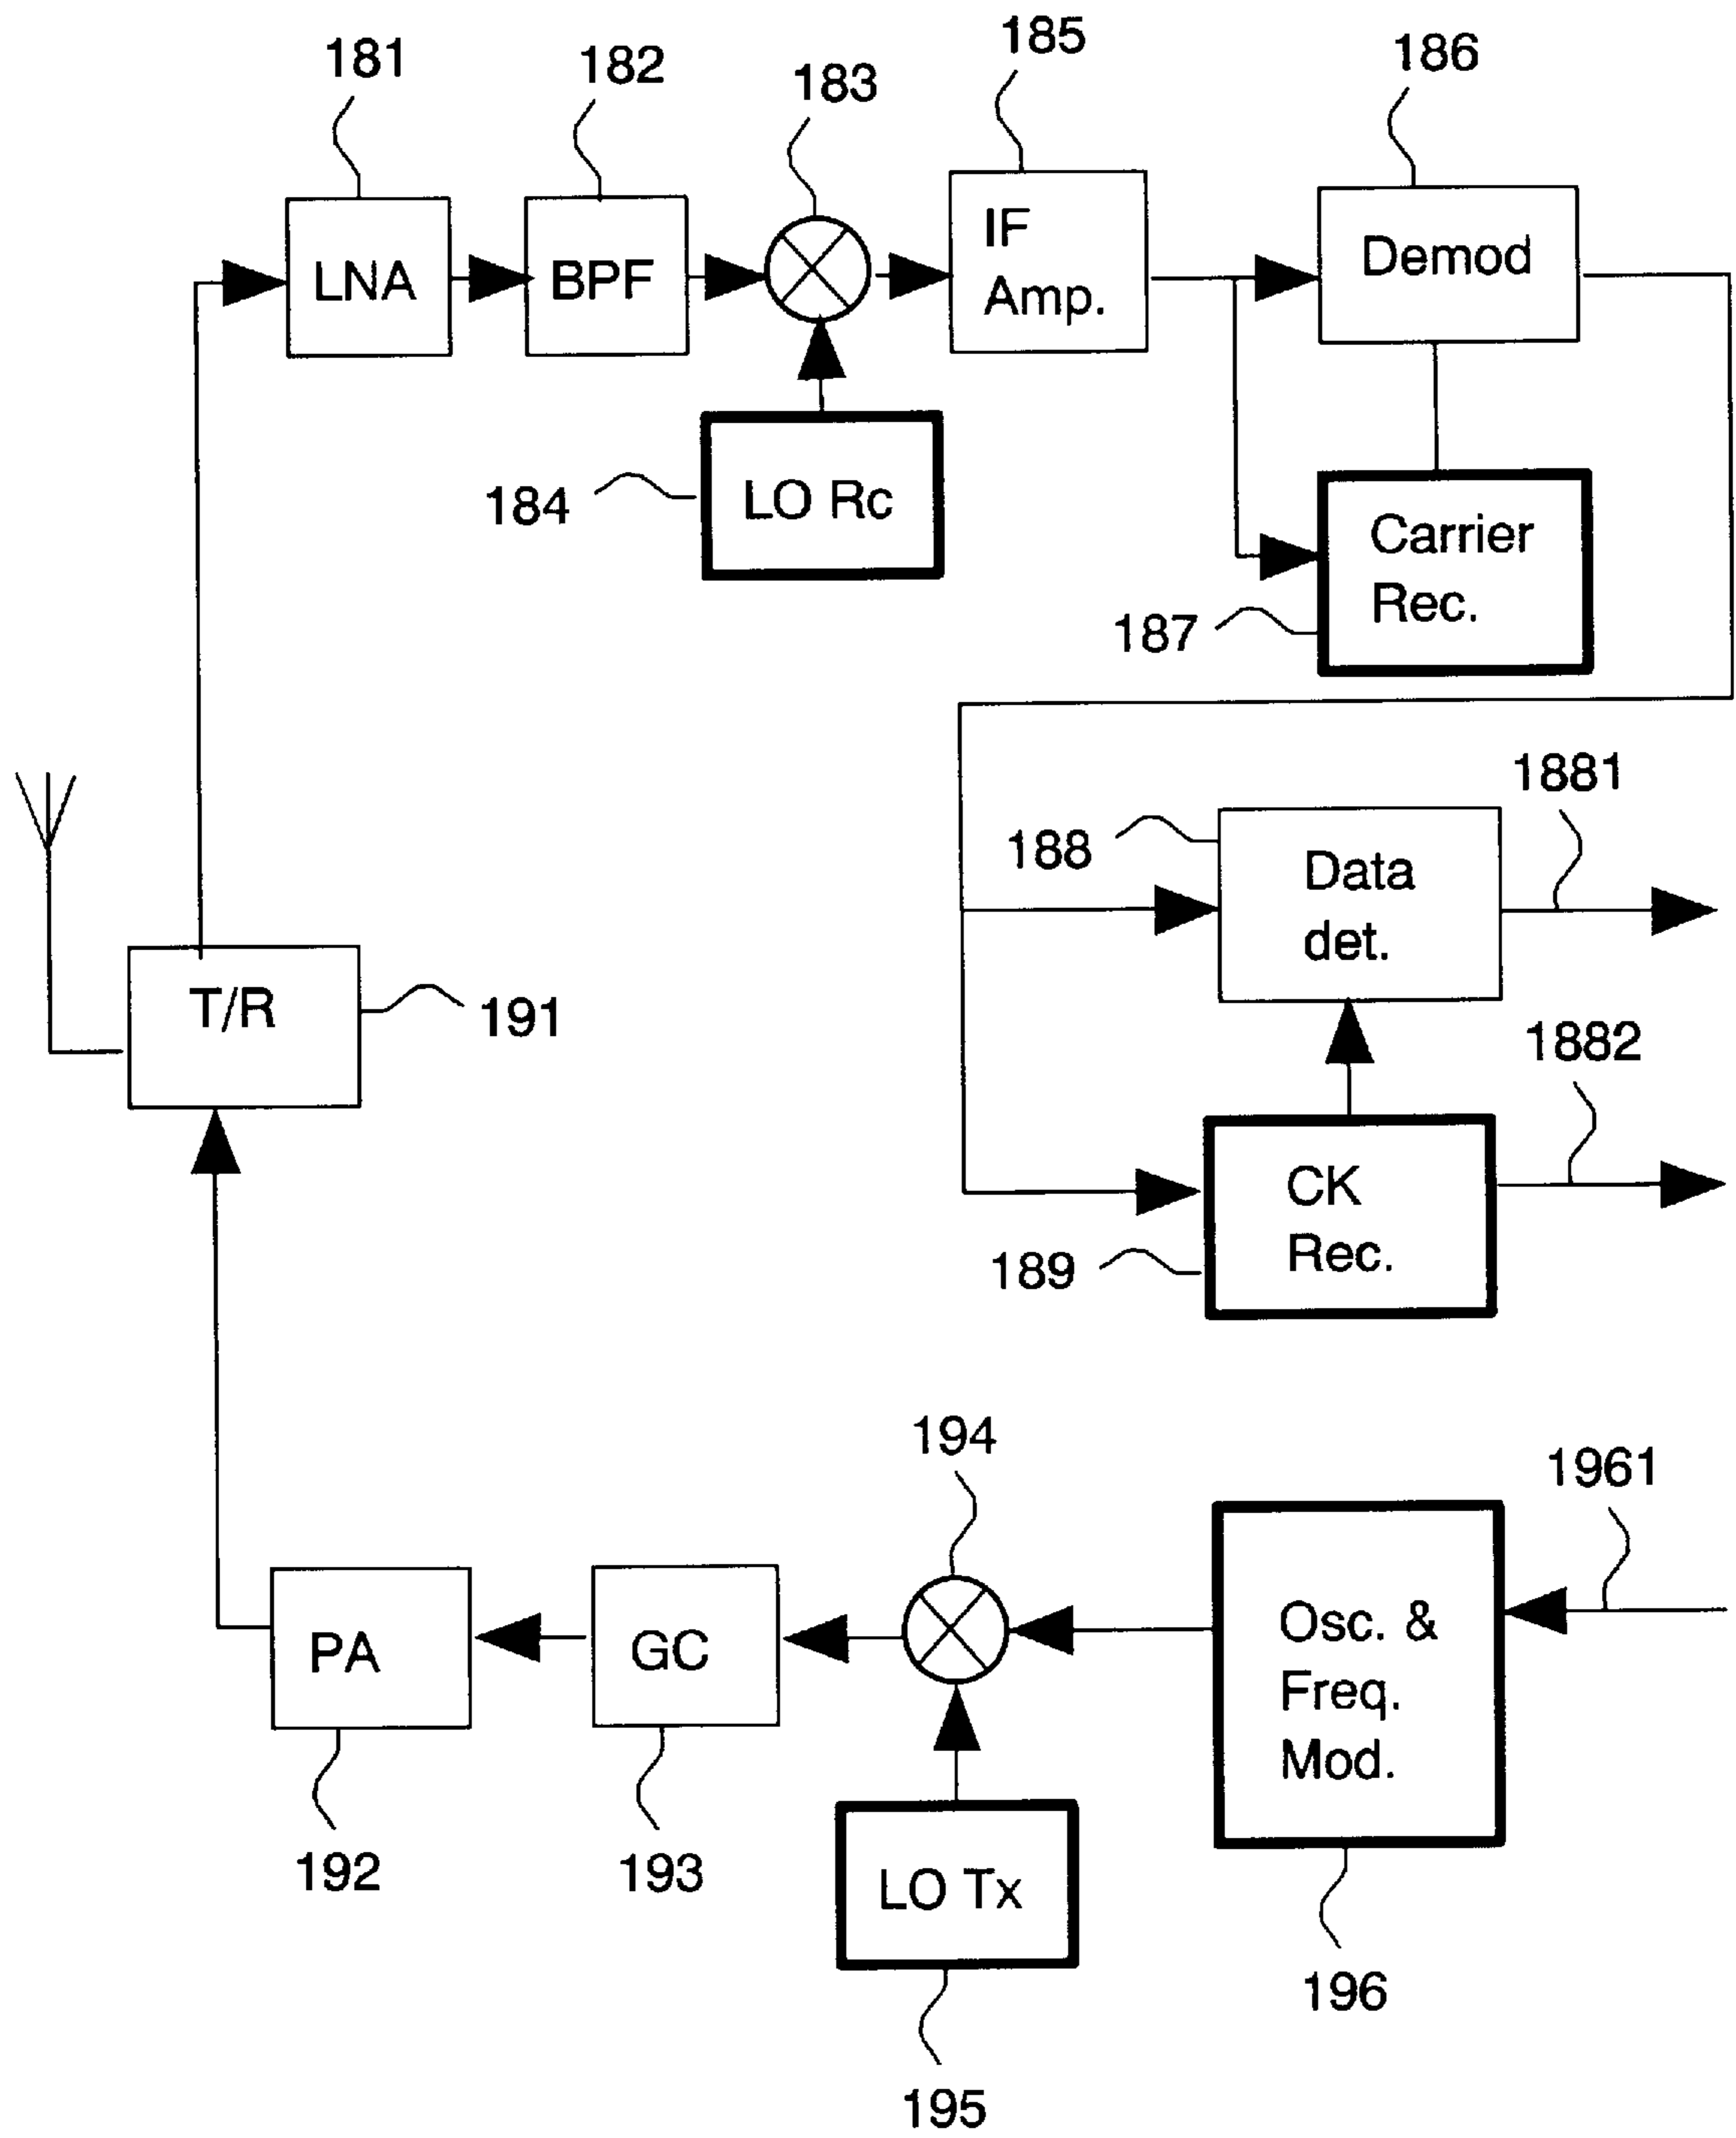 185
186
181
182
183
IF
Amp.
Demod
LNA
BPF
184
LO Rc
Carrier
Rec.
187
1881
188
Data
det.
T/R
191
1882
CK
Rec.
189
194
1961
Osc. &
Freq.
Mod.
PA
GC
192
193
LO Tx
196
195